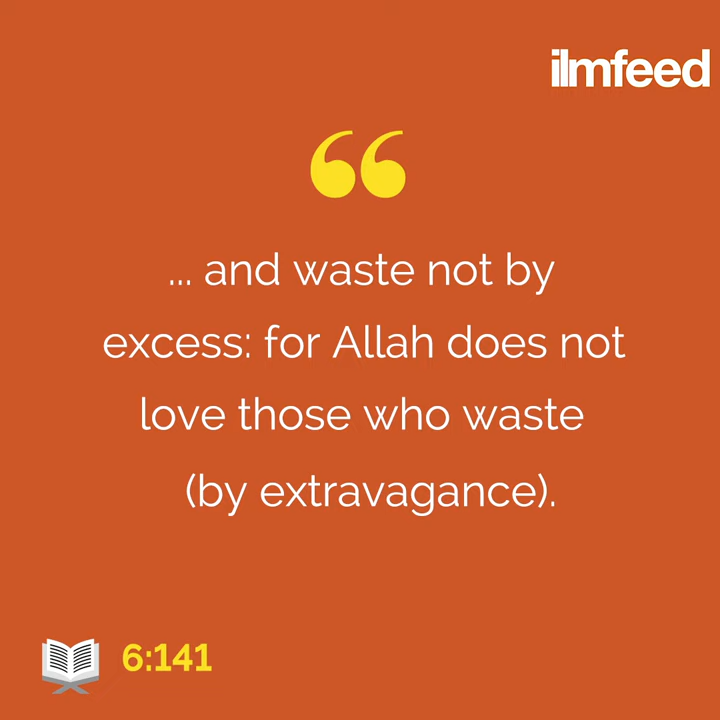 ilmfeed
“
... and waste not by
excess: for Allah does not
love those who waste
(by extravagance).
6:141